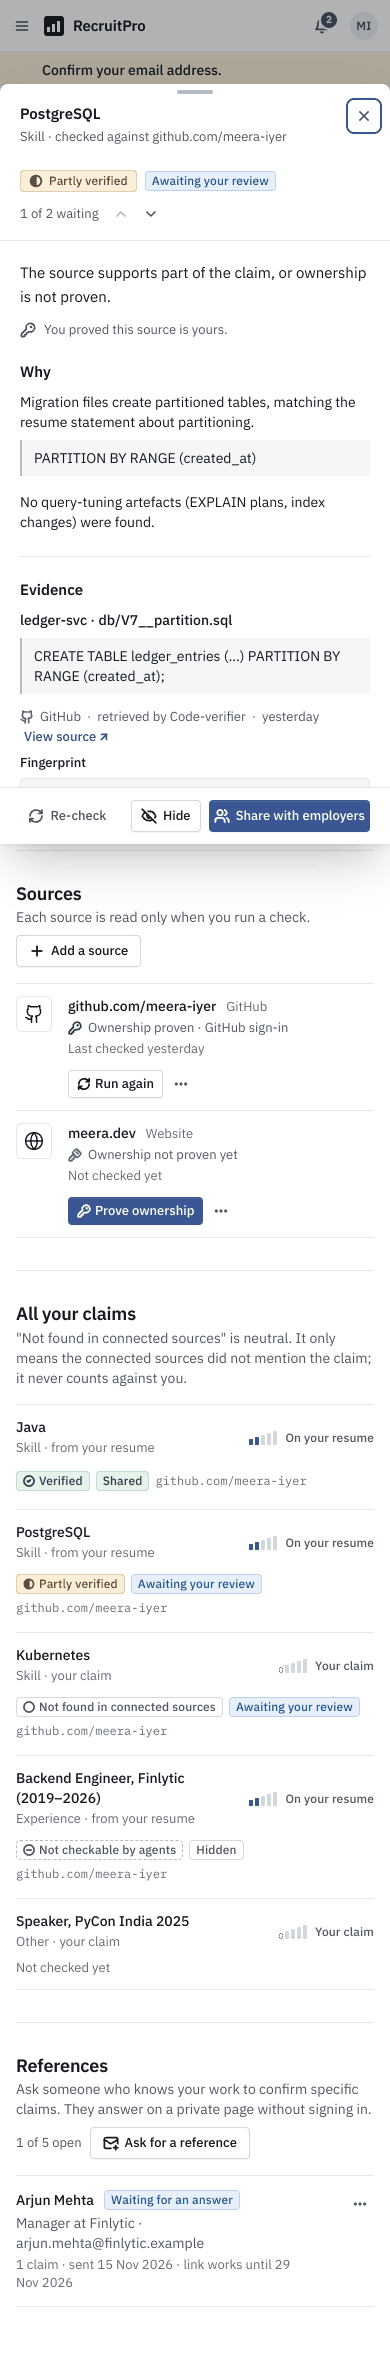 RecruitPro
2
MI
Confirm your email address.
PostgreSQL
Skill · checked against github.com/meera-iyer
Partly verified
Awaiting your review
1 of 2 waiting
The source supports part of the claim, or ownership
is not proven.
You proved this source is yours.
Why
Migration files create partitioned tables, matching the
resume statement about partitioning.
PARTITION BY RANGE (created_at)
No query-tuning artefacts (EXPLAIN plans, index
changes) were found.
Evidence
ledger-svc · db/V7__partition.sql
CREATE TABLE ledger_entries (...) PARTITION BY
RANGE (created_at);
GitHub · retrieved by Code-verifier · yesterday
View source
Fingerprint
Re-check
Hide
Share with employers
Sources
Each source is read only when you run a check.
Add a source
github.com/meera-iyer GitHub
Ownership proven · GitHub sign-in
Last checked yesterday
Run again
meera.dev Website
Ownership not proven yet
Not checked yet
Prove ownership
All your claims
"Not found in connected sources" is neutral. It only
means the connected sources did not mention the claim;
it never counts against you.
Java
Skill · from your resume
On your resume
Verified
Shared
github.com/meera-iyer
PostgreSQL
Skill · from your resume
On your resume
Partly verified
Awaiting your review
github.com/meera-iyer
Kubernetes
Skill · your claim
Your claim
Not found in connected sources
Awaiting your review
github.com/meera-iyer
Backend Engineer, Finlytic
(2019–2026)
Experience · from your resume
On your resume
Not checkable by agents
Hidden
github.com/meera-iyer
Speaker, PyCon India 2025
Other · your claim
Your claim
Not checked yet
References
Ask someone who knows your work to confirm specific
claims. They answer on a private page without signing in.
1 of 5 open
Ask for a reference
Arjun Mehta
Waiting for an answer
Manager at Finlytic ·
arjun.mehta@finlytic.example
1 claim · sent 15 Nov 2026 · link works until 29
Nov 2026